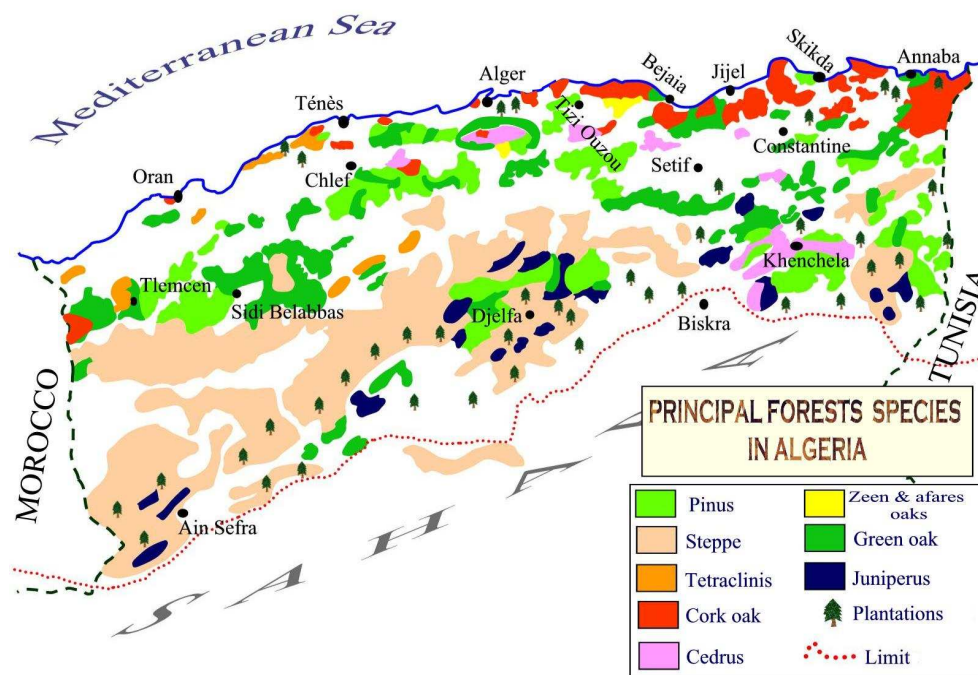 Mediterranean Sea
Skikda
Annaba
Jijel
Bejaia
Alger
Ténès
Tizi Ouzou
Constantine
Setif
Chlef
Oran
Khenchela
Tlemcen
Sidi Belabbas
Djelfa
Biskra
TUNISIA
MOROCCO
Ain Sefra
SAHARA
PRINCIPAL FORESTS SPECIES
IN ALGERIA
Pinus
Steppe
Tetraclinis
Cork oak
Cedrus
Zeen & afares
oaks
Green oak
Juniperus
Plantations
Limit